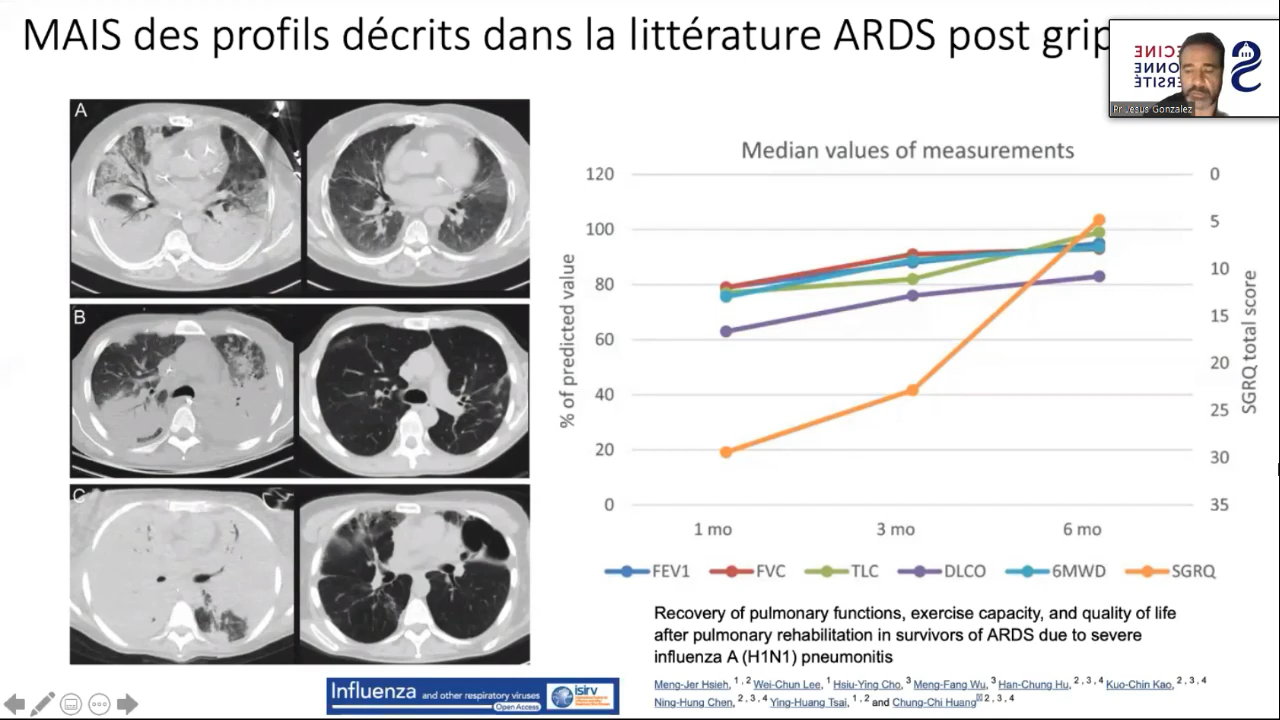 MAIS des profils décrits dans la littérature ARDS post grip
ECINE
ONNE
ERSITÉ
Pr Jesus Gonzalez
A
B
C
Median values of measurements
% of predicted value
120
100
80
60
40
20
0
0
5
10
15
20
25
30
35
SGRQ total score
1 mo 3 mo 6 mo
FEV1 FVC TLC DLCO 6MWD SGRQ
Recovery of pulmonary functions, exercise capacity, and quality of life
after pulmonary rehabilitation in survivors of ARDS due to severe
influenza A (H1N1) pneumonitis
Meng-Jer Hsieh, 1, 2 Wei-Chun Lee, 1 Hsiu-Ying Cho, 3 Meng-Fang Wu, 3 Han-Chung Hu, 2, 3, 4 Kuo-Chin Kao, 2, 3, 4
Ning-Hung Chen, 2, 3, 4 Ying-Huang Tsai, 1, 2 and Chung-Chi Huang 2, 3, 4
Influenza and other respiratory viruses
Open Access
isirv